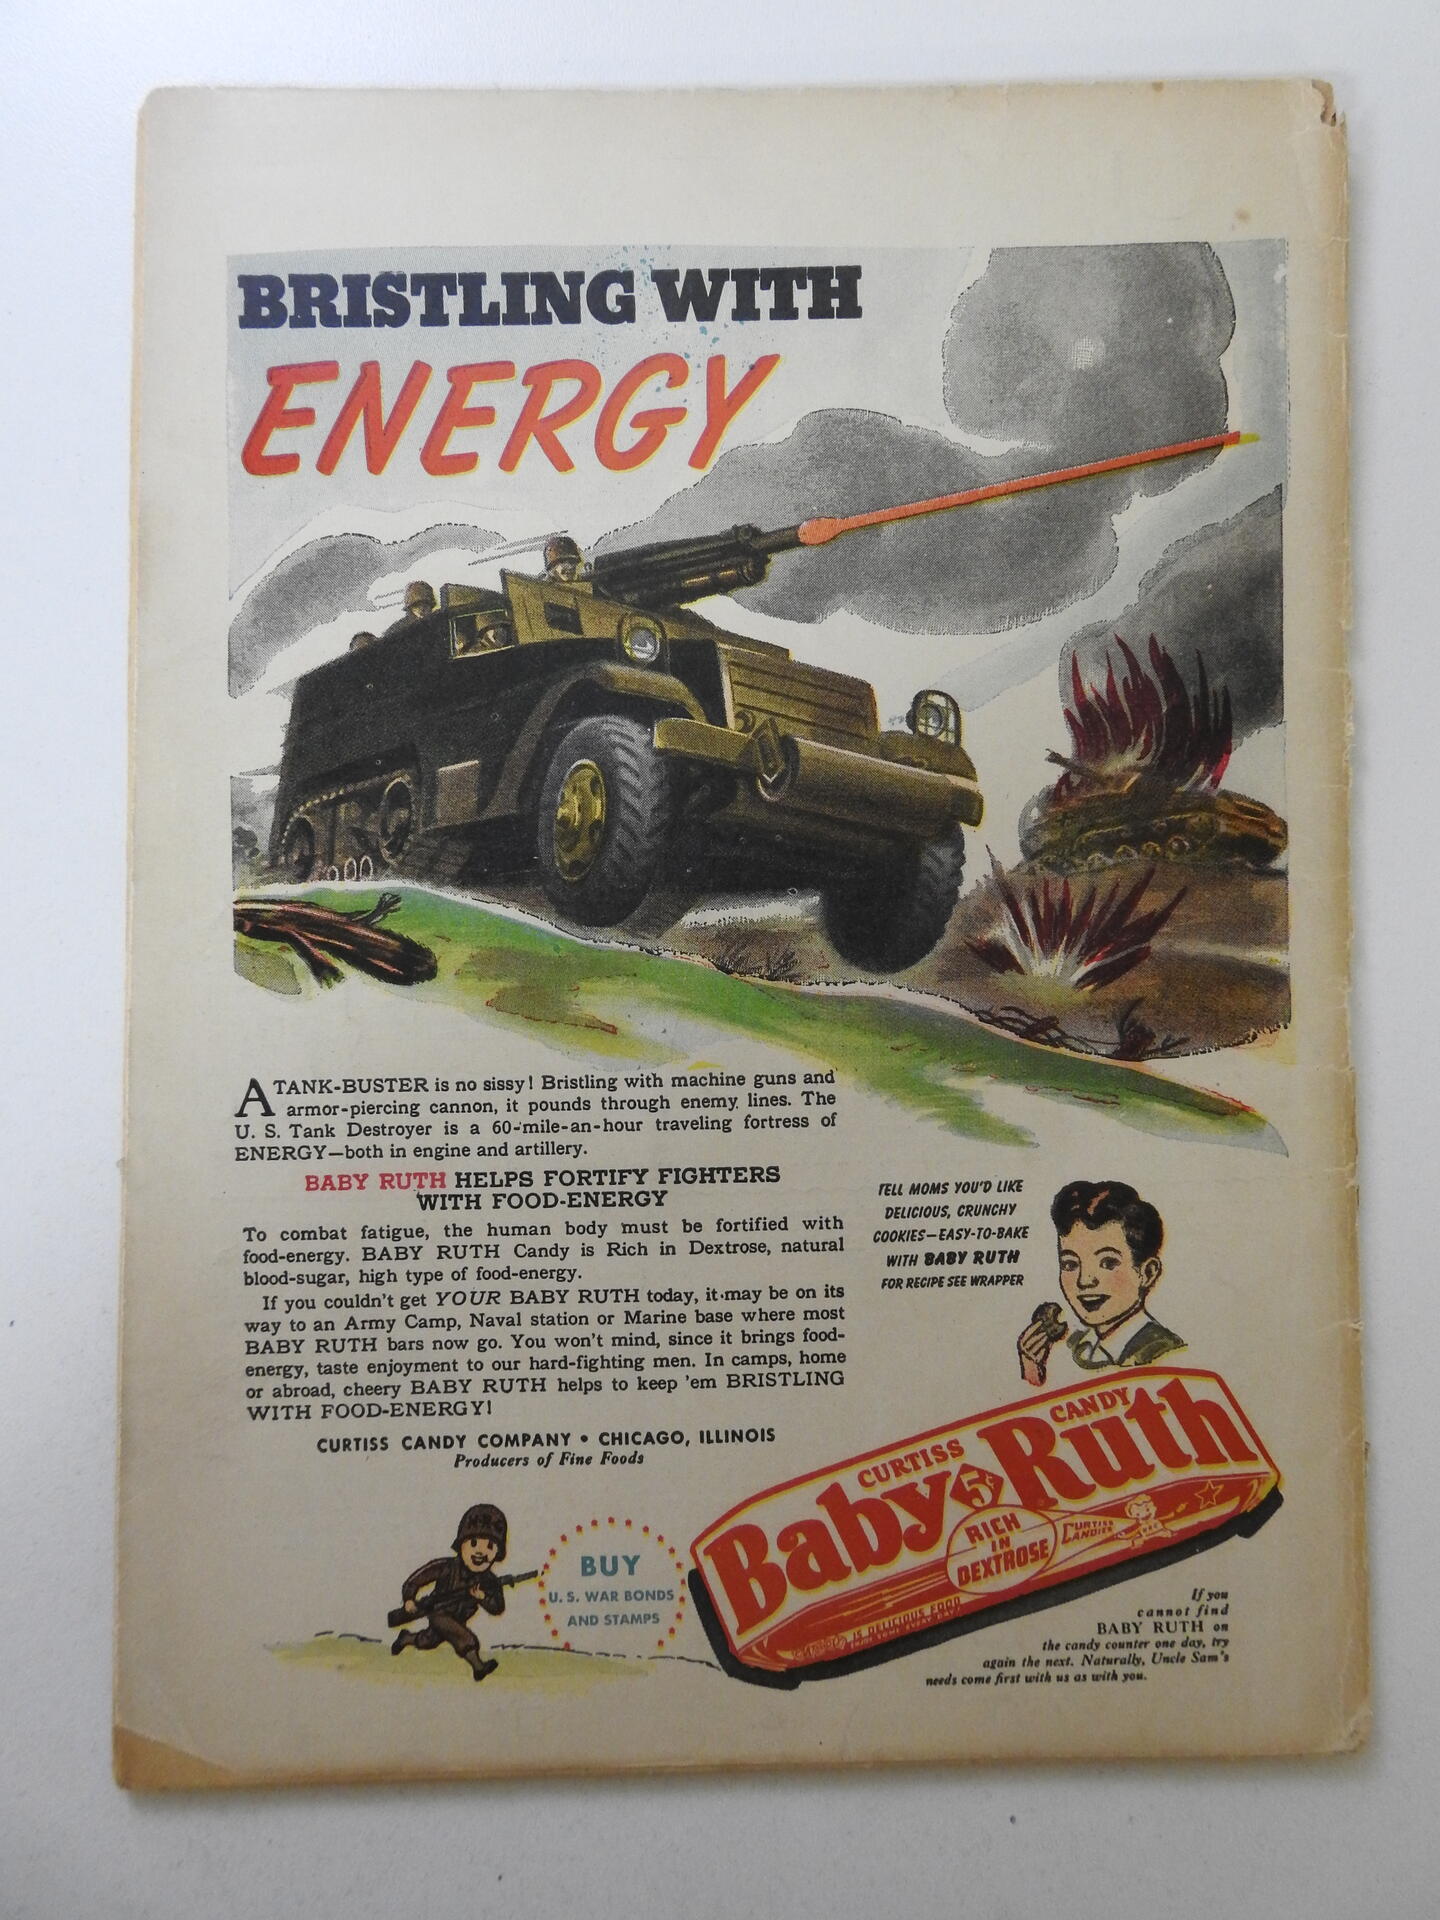 BRISTLING WITH
ENERGY
A TANK-BUSTER is no sissy! Bristling with machine guns and
armor-piercing cannon, it pounds through enemy lines. The
U. S. Tank Destroyer is a 60-mile-an-hour traveling fortress of
ENERGY—both in engine and artillery.
BABY RUTH HELPS FORTIFY FIGHTERS
WITH FOOD-ENERGY
To combat fatigue, the human body must be fortified with
food-energy. BABY RUTH Candy is Rich in Dextrose, natural
blood-sugar, high type of food-energy.
If you couldn't get YOUR BABY RUTH today, it may be on its
way to an Army Camp, Naval station or Marine base where most
BABY RUTH bars now go. You won't mind, since it brings food-
energy, taste enjoyment to our hard-fighting men. In camps, home
or abroad, cheery BABY RUTH helps to keep 'em BRISTLING
WITH FOOD-ENERGY!
CURTISS CANDY COMPANY • CHICAGO, ILLINOIS
Producers of Fine Foods
TELL MOMS YOU'D LIKE
DELICIOUS, CRUNCHY
COOKIES—EASY-TO-BAKE
WITH BABY RUTH
FOR RECIPE SEE WRAPPER
CURTISS
CANDY
Baby Ruth
5¢
RICH
IN
DEXTROSE
CURTISS
CANDIES
IS DELICIOUS FOOD
ENJOY SOME EVERY DAY!
BUY
U. S. WAR BONDS
AND STAMPS
If you
cannot find
BABY RUTH on
the candy counter one day, try
again the next. Naturally, Uncle Sam's
needs come first with us as with you.